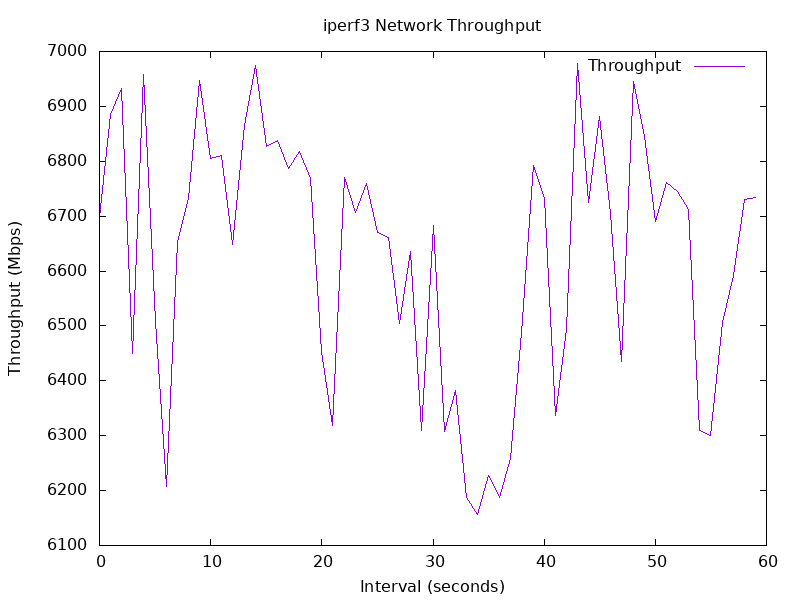 iperf3 Network Throughput
7000
Throughput
6900
6800
6700
6600
6500
6400
6300
6200
6100
Throughput (Mbps)
0 10 20 30 40 50 60
Interval (seconds)